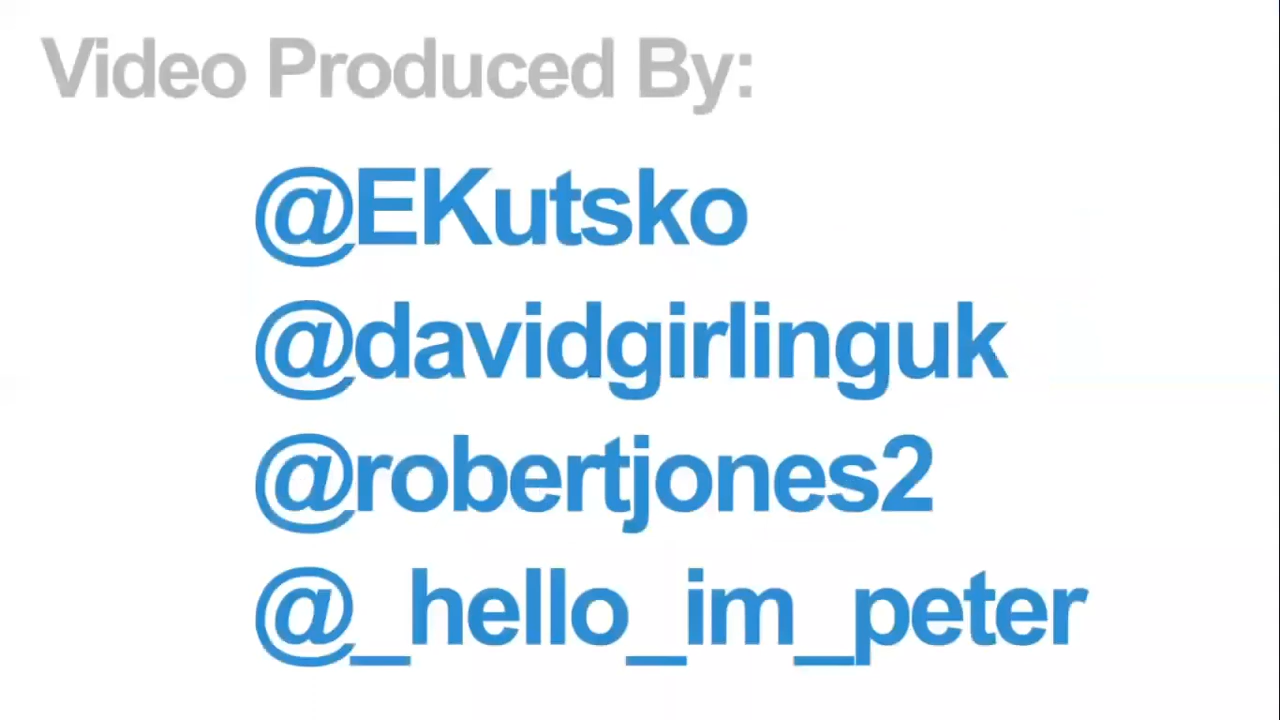 Video Produced By:
@EKutsko
@davidgirlinguk
@robertjones2
@_hello_im_peter